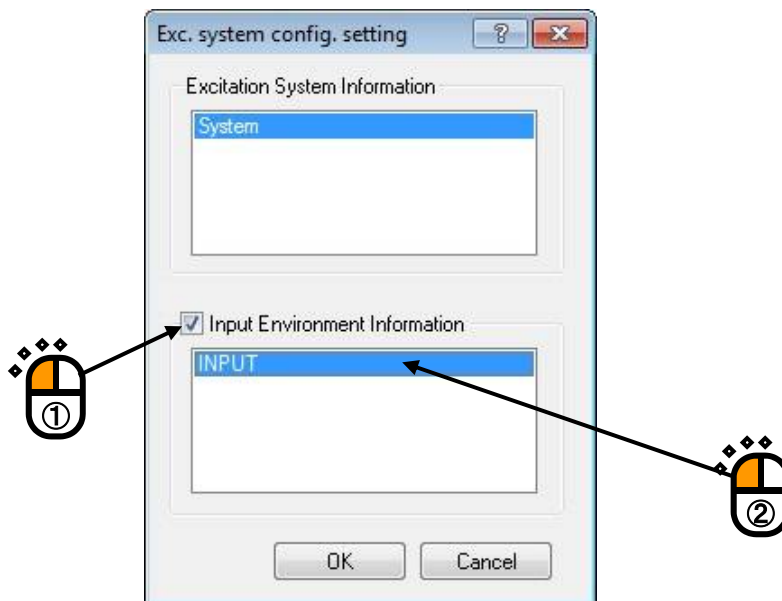 Exc. system config. setting
Excitation System Information
System
Input Environment Information
INPUT
①
②
OK Cancel